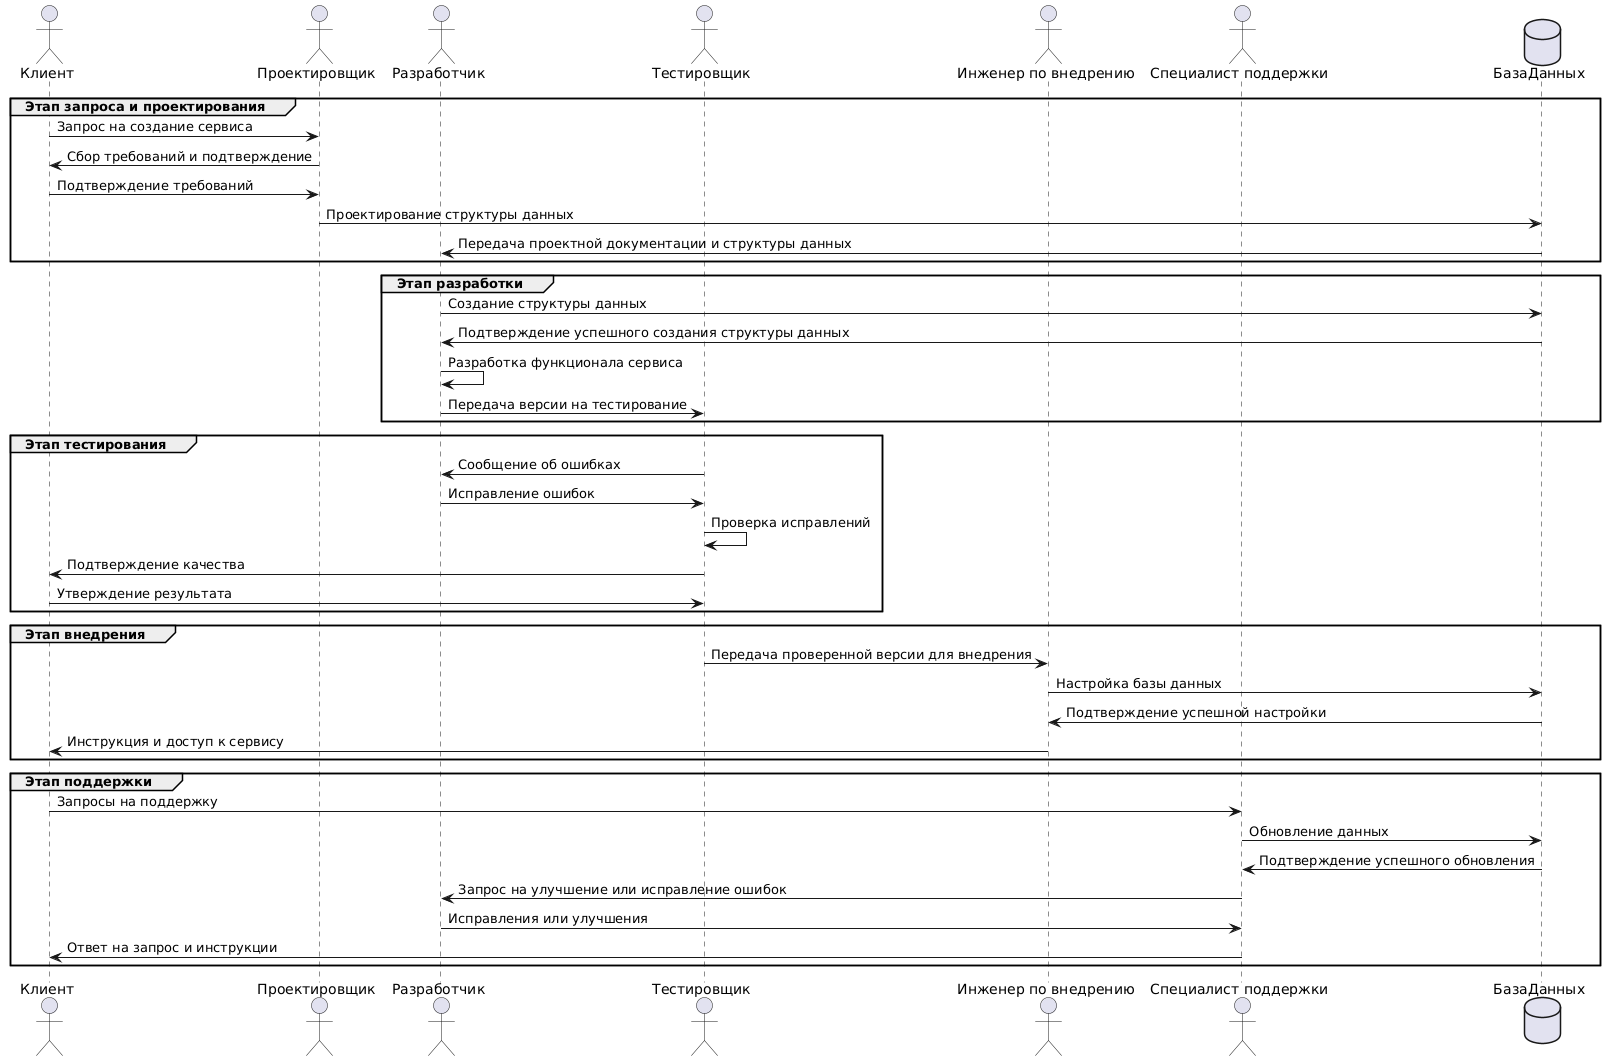 Клиент
Проектировщик
Разработчик
Тестировщик
Инженер по внедрению
Специалист поддержки
БазаДанных
Этап запроса и проектирования
Запрос на создание сервиса
Сбор требований и подтверждение
Подтверждение требований
Проектирование структуры данных
Передача проектной документации и структуры данных
Этап разработки
Создание структуры данных
Подтверждение успешного создания структуры данных
Разработка функционала сервиса
Передача версии на тестирование
Этап тестирования
Сообщение об ошибках
Исправление ошибок
Проверка исправлений
Подтверждение качества
Утверждение результата
Этап внедрения
Передача проверенной версии для внедрения
Настройка базы данных
Подтверждение успешной настройки
Инструкция и доступ к сервису
Этап поддержки
Запросы на поддержку
Обновление данных
Подтверждение успешного обновления
Запрос на улучшение или исправление ошибок
Исправления или улучшения
Ответ на запрос и инструкции
Клиент
Проектировщик
Разработчик
Тестировщик
Инженер по внедрению
Специалист поддержки
БазаДанных